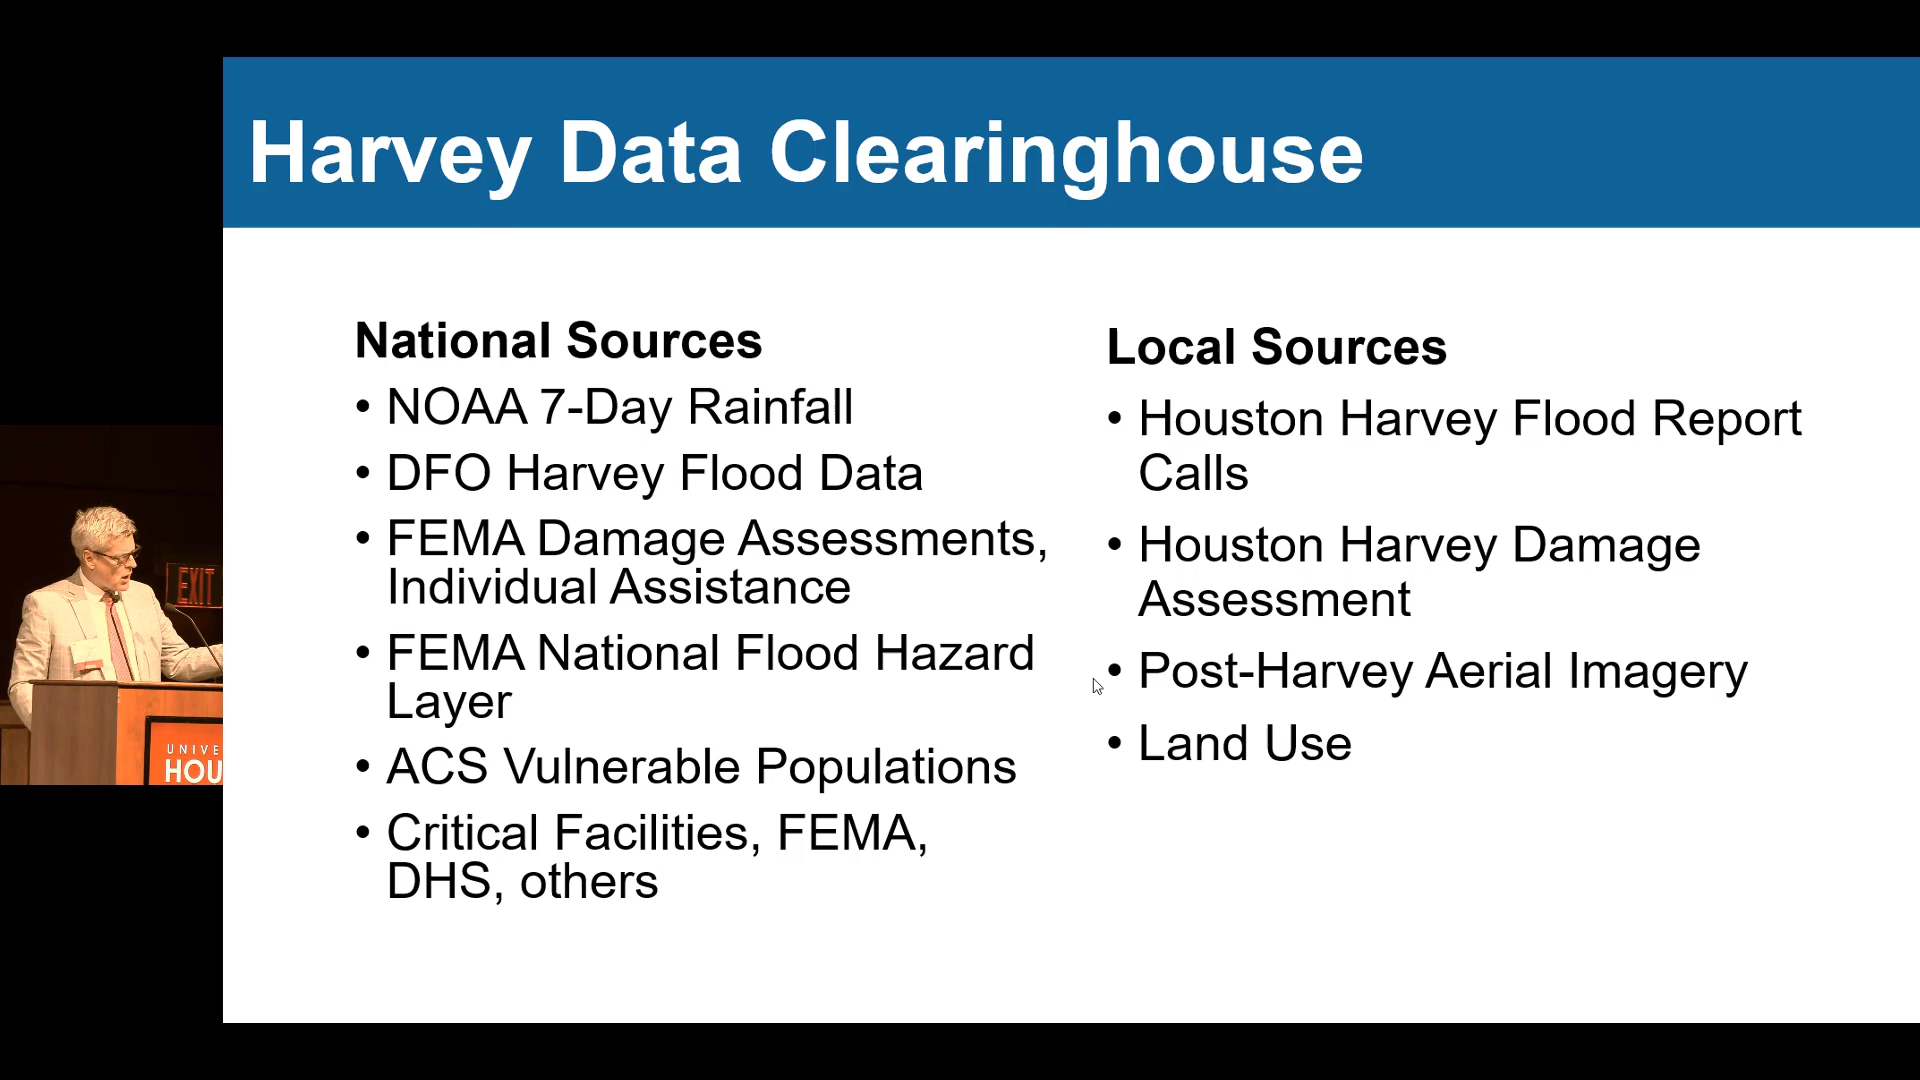 Harvey Data Clearinghouse
National Sources
• NOAA 7-Day Rainfall
• DFO Harvey Flood Data
• FEMA Damage Assessments,
Individual Assistance
• FEMA National Flood Hazard
Layer
• ACS Vulnerable Populations
• Critical Facilities, FEMA,
DHS, others
Local Sources
• Houston Harvey Flood Report
Calls
• Houston Harvey Damage
Assessment
• Post-Harvey Aerial Imagery
• Land Use
EXIT
UNIVE
HOU